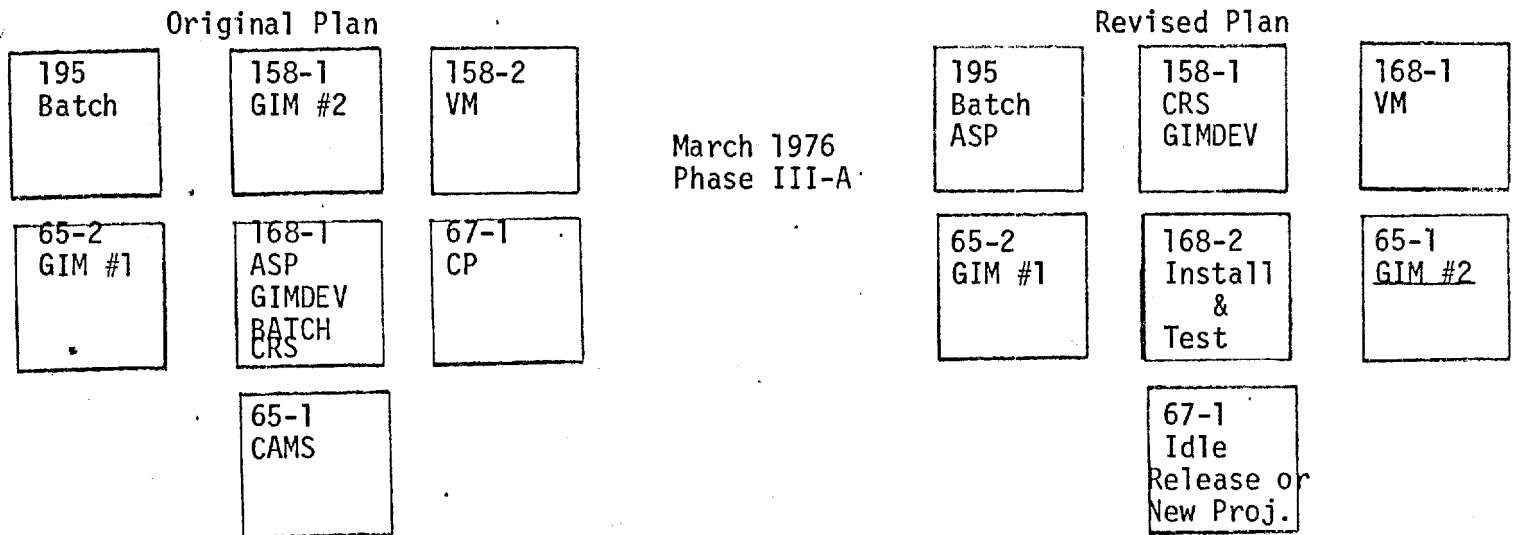 Original Plan
195
Batch
158-1
GIM #2
158-2
VM
65-2
GIM #1
168-1
ASP
GIMDEV
BATCH
CRS
67-1
CP
65-1
CAMS
March 1976
Phase III-A
Revised Plan
195
Batch
ASP
158-1
CRS
GIMDEV
168-1
VM
65-2
GIM #1
168-2
Install
&
Test
65-1
GIM #2
67-1
Idle
Release or
New Proj.